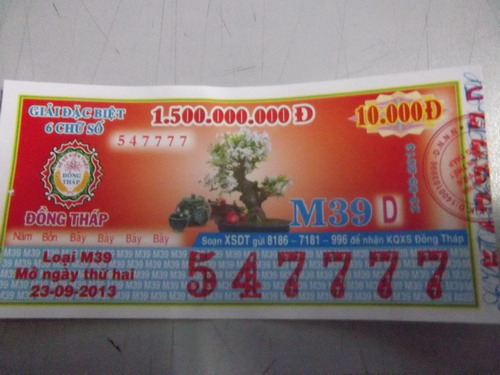 GIẢI ĐẶC BIỆT
6 CHỮ SỐ
1.500.000.000 Đ
10.000Đ
547777
ĐỒNG THÁP
ĐỒNG THÁP
M39 D
Năm Bốn Bảy Bảy Bảy Bảy
Soạn XSDT gửi 8186 – 7181 – 996 để nhận KQXS Đồng Tháp
Loại M39
Mở ngày thứ hai
23-09-2013
547777